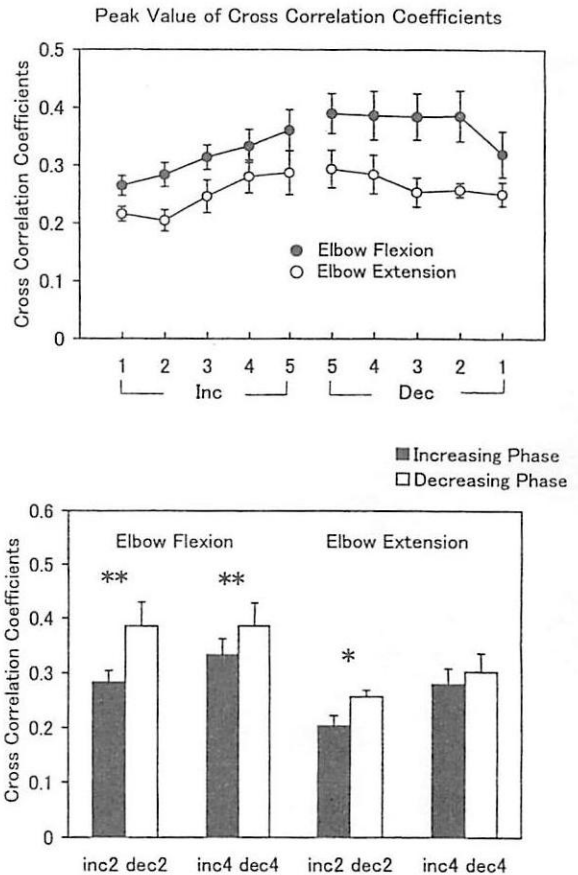 Peak Value of Cross Correlation Coefficients
Cross Correlation Coefficients
0.5
0.4
0.3
0.2
0.1
0
Elbow Flexion
Elbow Extension
1 2 3 4 5 5 4 3 2 1
Inc Dec
Increasing Phase
Decreasing Phase
Cross Correlation Coefficients
0.6
0.5
0.4
0.3
0.2
0.1
0
Elbow Flexion Elbow Extension
** ** *
inc2 dec2 inc4 dec4 inc2 dec2 inc4 dec4